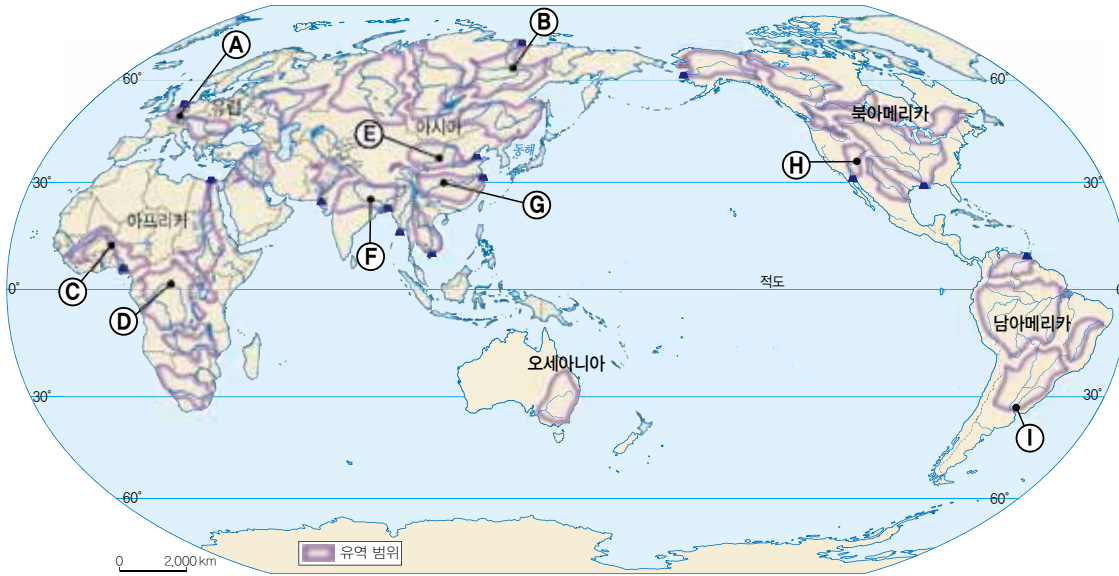 B
A
60°
60°
유럽
북아메리카
E
아시아
동해
H
30°
30°
G
아프리카
F
C
적도
0°
0°
D
남아메리카
오세아니아
30°
30°
I
60°
60°
유역 범위
0 2,000 km